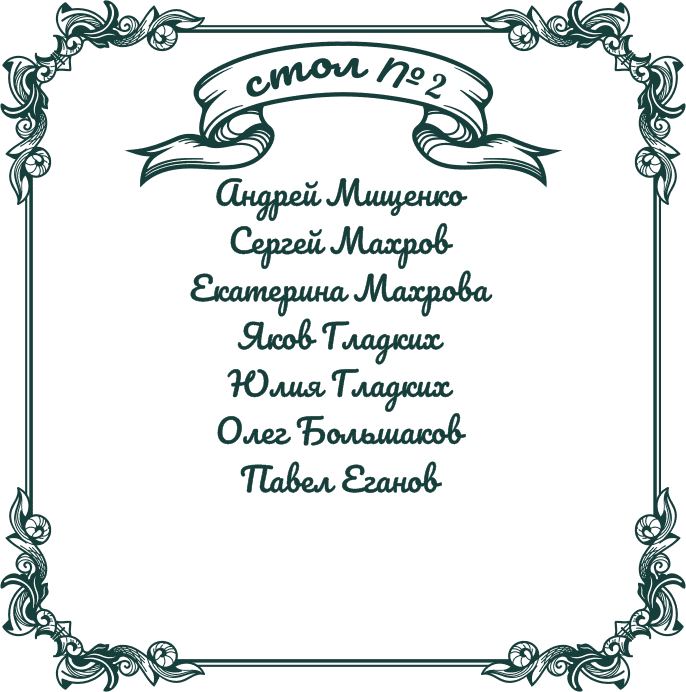 стол № 2
Андрей Мищенко
Сергей Махров
Екатерина Махрова
Яков Гладких
Юлия Гладких
Олег Большаков
Павел Еганов